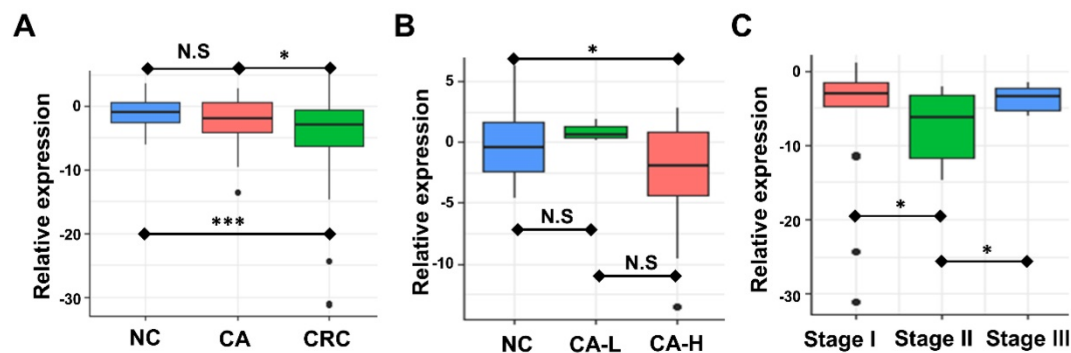 A
N.S
*
Relative expression
0
-10
-20
-30
***
NC
CA
CRC
B
*
Relative expression
5
0
-5
-10
N.S
N.S
NC
CA-L
CA-H
C
Relative expression
0
-10
-20
-30
*
*
Stage I
Stage II
Stage III